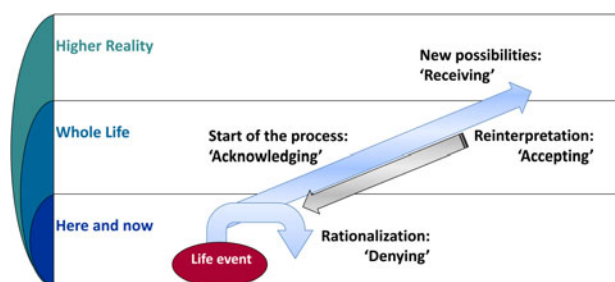 Higher Reality
New possibilities:
‘Receiving’
Whole Life
Start of the process:
‘Acknowledging’
Reinterpretation:
‘Accepting’
Here and now
Rationalization:
‘Denying’
Life event